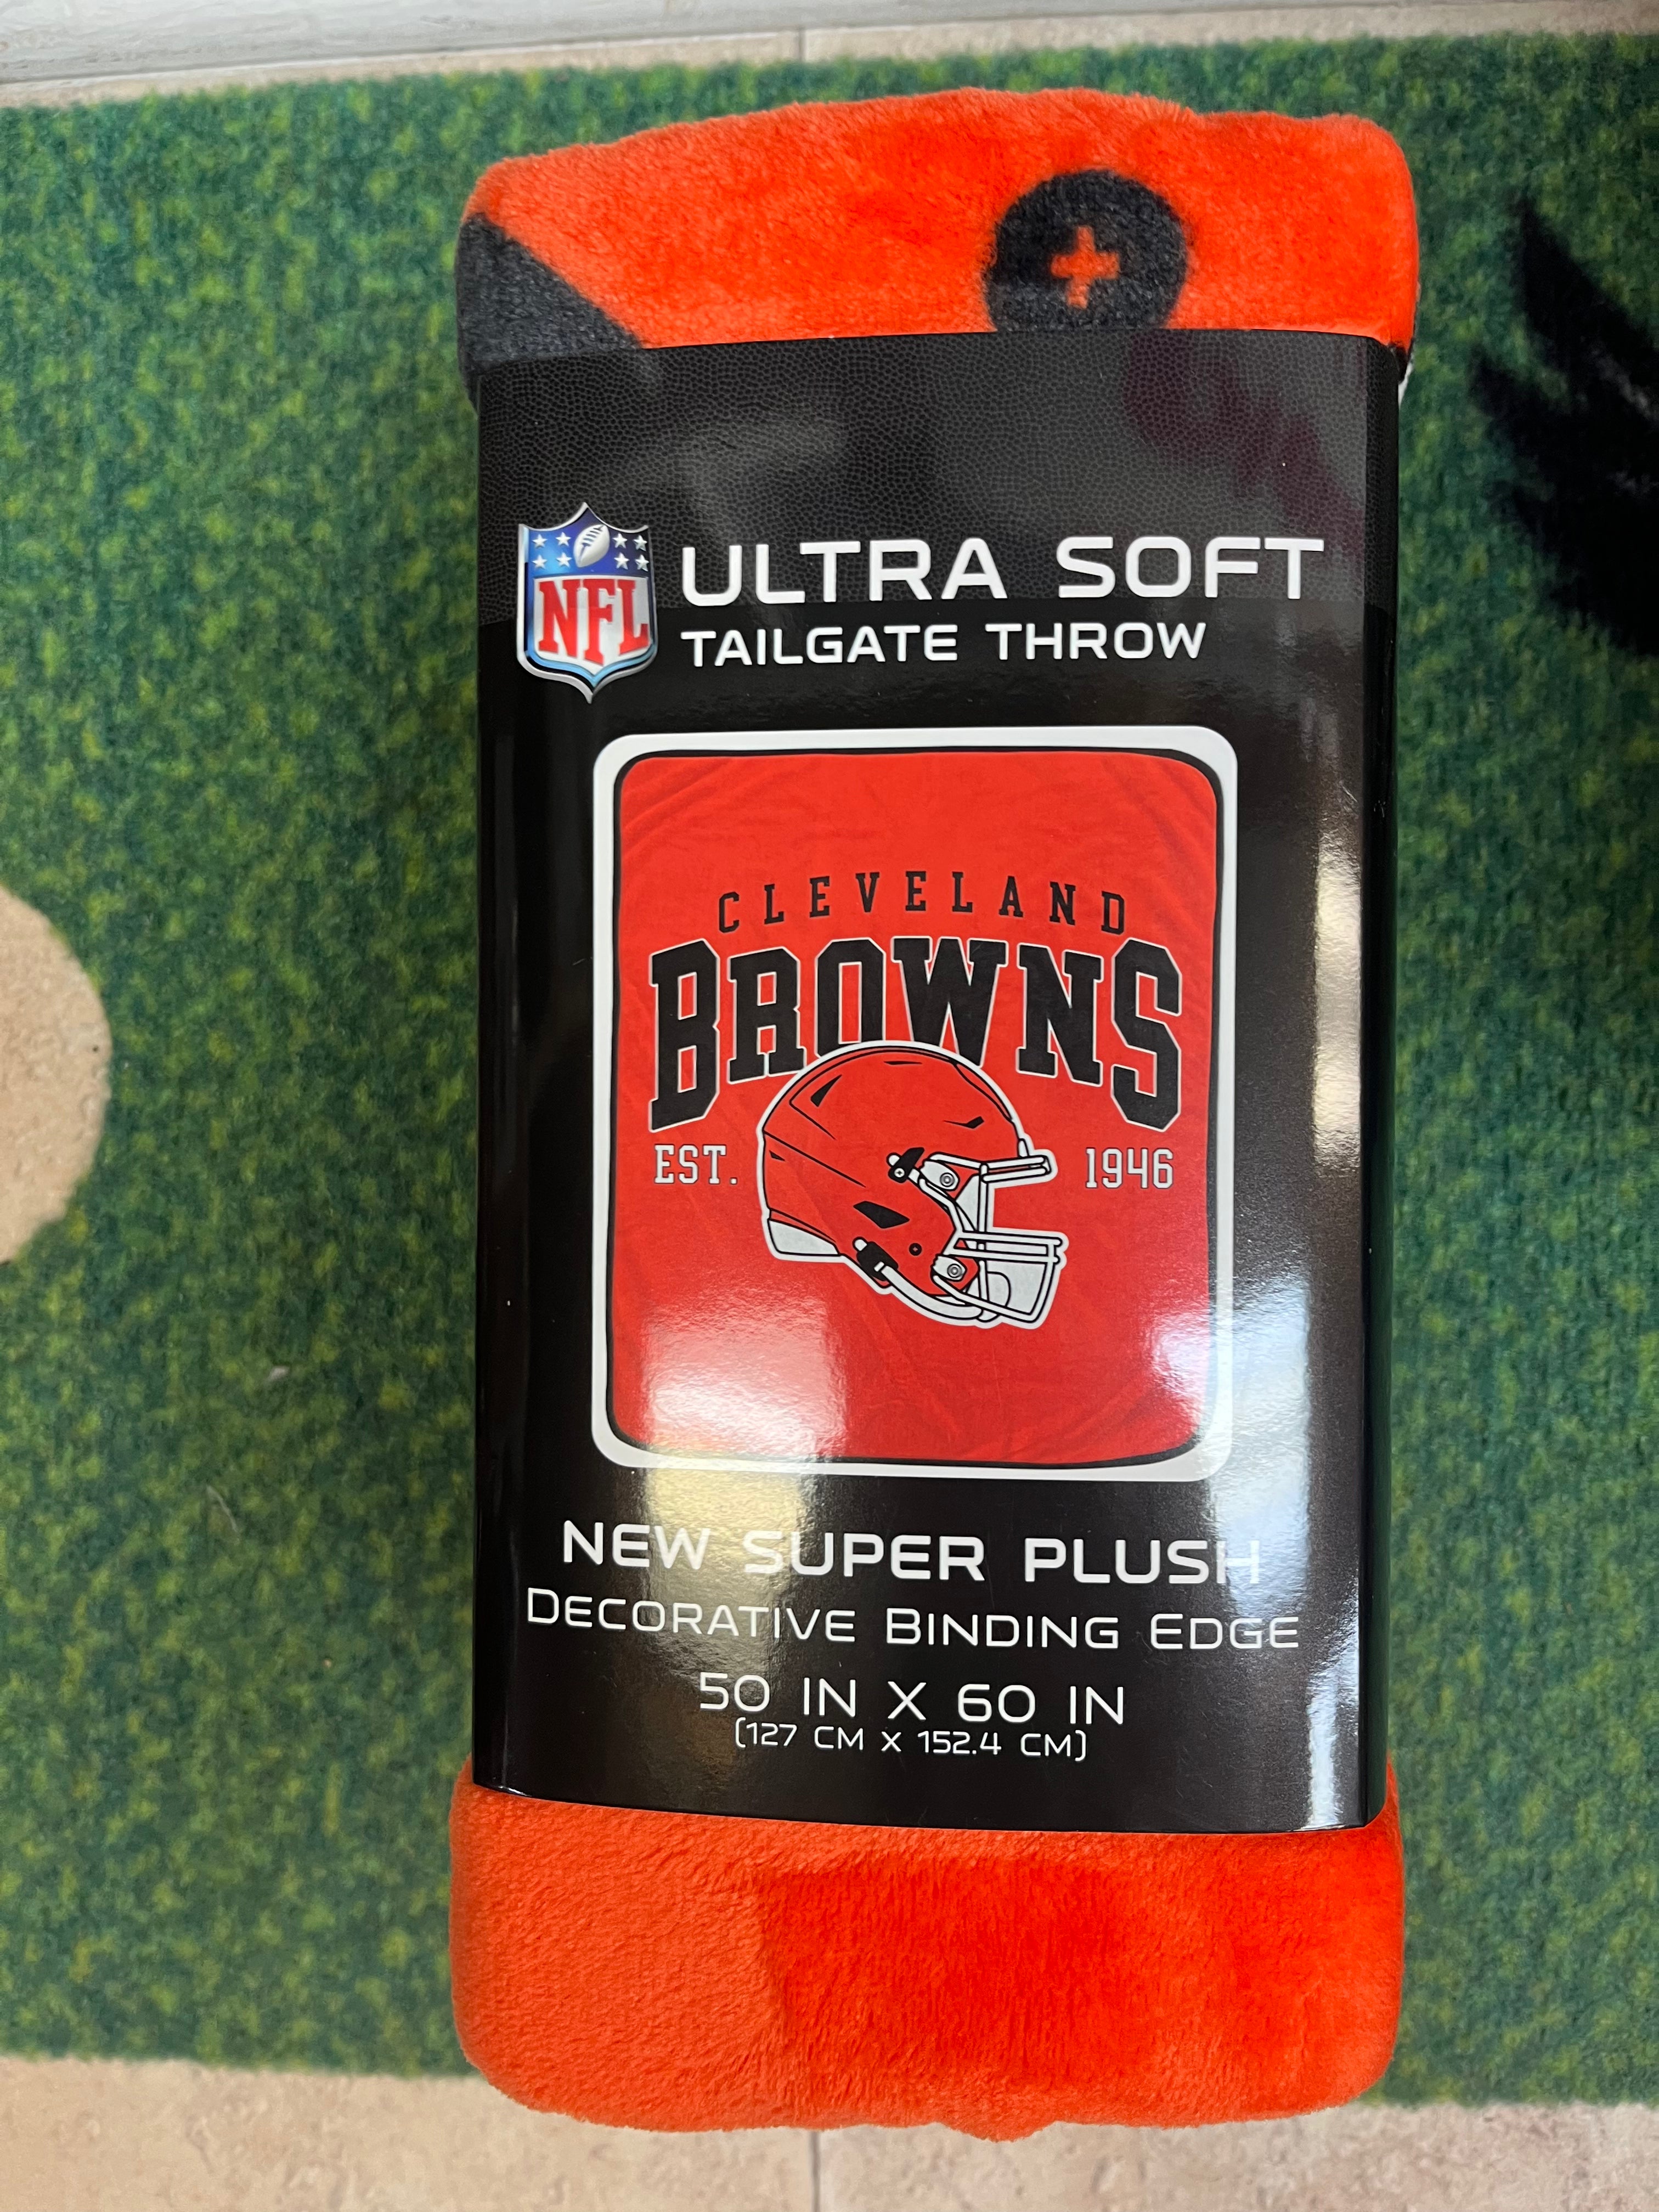 NFL
ULTRA SOFT
TAILGATE THROW
CLEVELAND
BROWNS
EST. 1946
NEW SUPER PLUSH
DECORATIVE BINDING EDGE
50 IN X 60 IN
(127 CM X 152.4 CM)